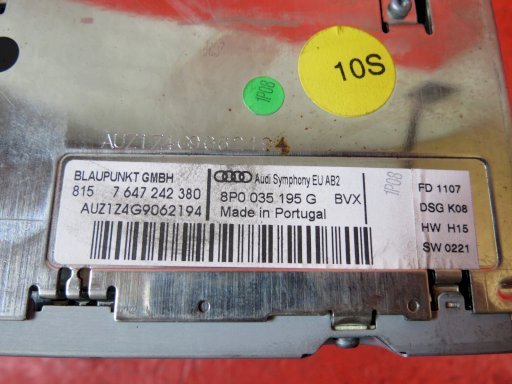 10S
1P08
AUZ1Z4G9062194
BLAUPUNKT GMBH
815 7 647 242 380
AUZ1Z4G9062194
Audi Symphony EU AB2
8P0 035 195 G BVX
Made in Portugal
1P08
FD 1107
DSG K08
HW H15
SW 0221